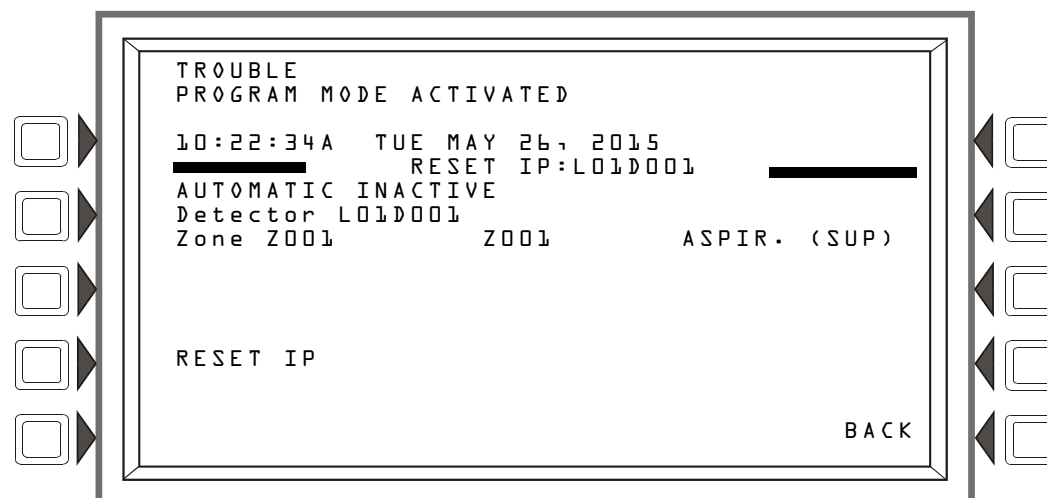 TROUBLE
PROGRAM MODE ACTIVATED
10:22:34A TUE MAY 26, 2015
RESET IP:L01D001
AUTOMATIC INACTIVE
Detector L01D001
Zone Z001 Z001 ASPIR. (SUP)
RESET IP
BACK